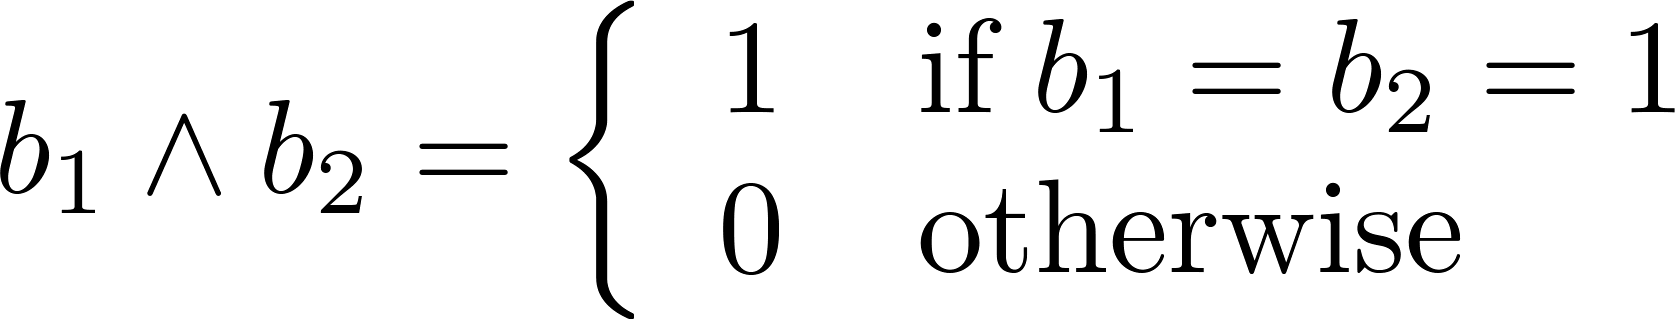 b₁ ∧ b₂ = { 1 if b₁ = b₂ = 1
0 otherwise